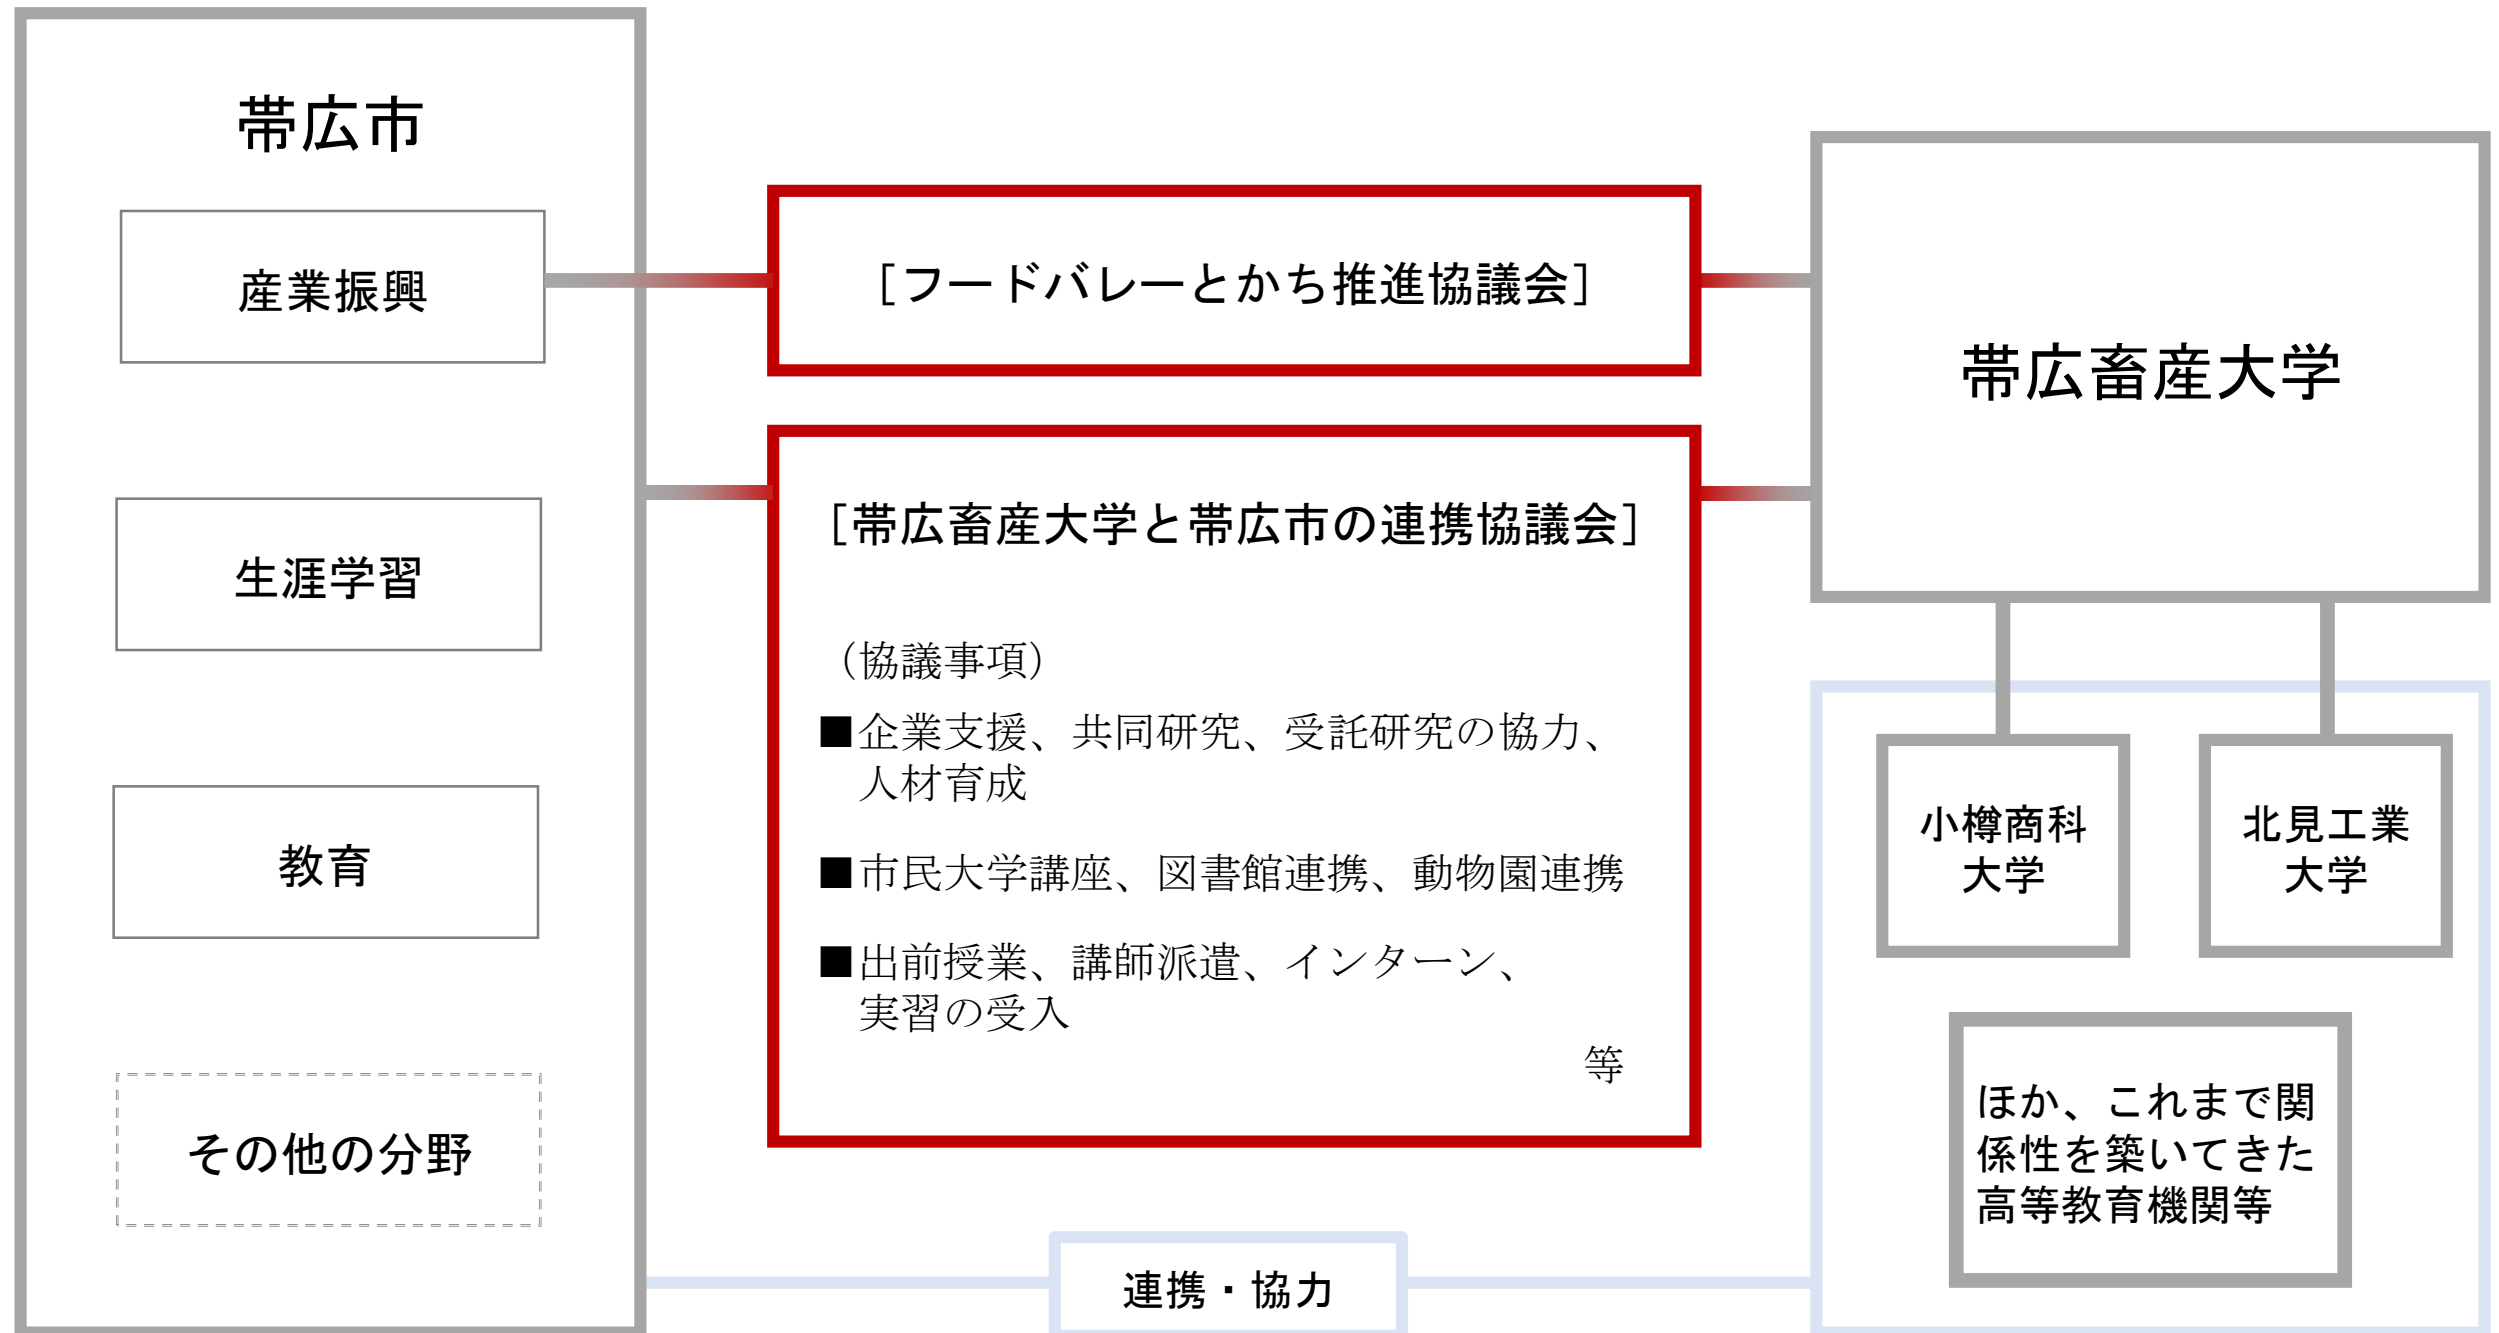 帯広市
産業振興
生涯学習
教育
その他の分野
［フードバレーとかち推進協議会］
［帯広畜産大学と帯広市の連携協議会］
（協議事項）
■企業支援、共同研究、受託研究の協力、
人材育成
■市民大学講座、図書館連携、動物園連携
■出前授業、講師派遣、インターン、
実習の受入
等
連携・協力
帯広畜産大学
小樽商科
大学
北見工業
大学
ほか、これまで関
係性を築いてきた
高等教育機関等